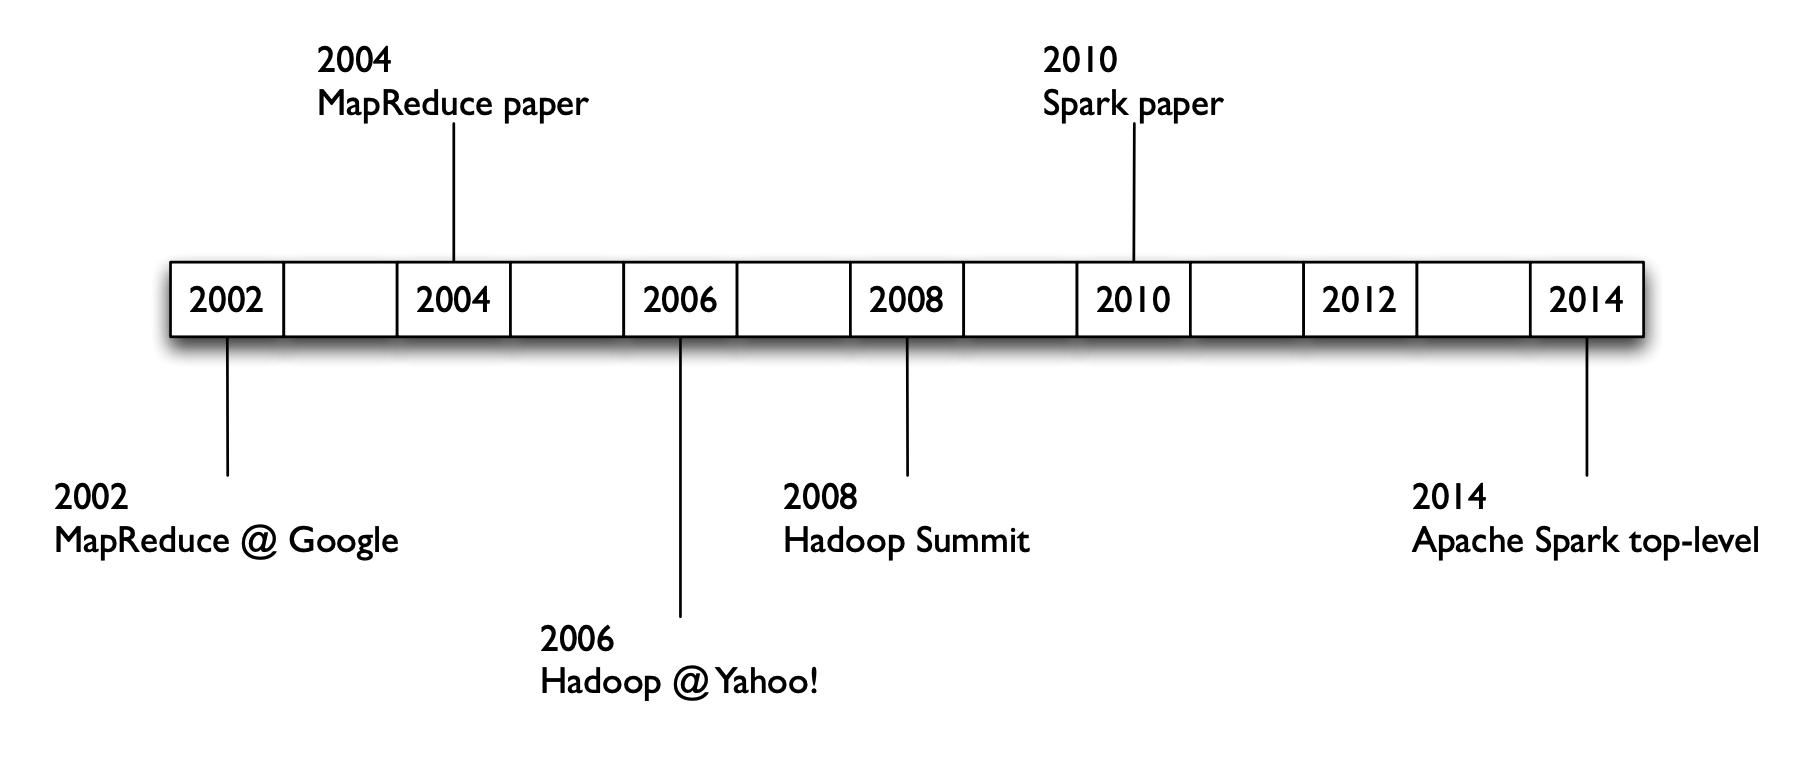 2004
MapReduce paper
2010
Spark paper
2002 2004 2006 2008 2010 2012 2014
2002
MapReduce @ Google
2008
Hadoop Summit
2014
Apache Spark top-level
2006
Hadoop @ Yahoo!